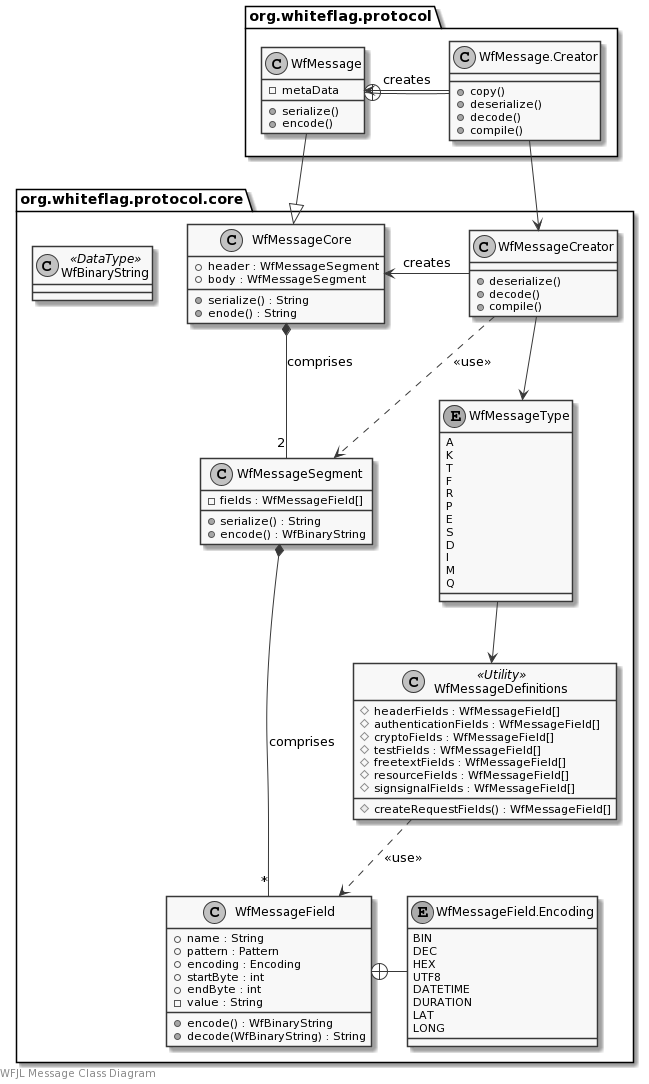 org.whiteflag.protocol
C WfMessage
metaData
serialize()
encode()
creates
C WfMessage.Creator
copy()
deserialize()
decode()
compile()
org.whiteflag.protocol.core
C «DataType»
WfBinaryString
C WfMessageCore
header : WfMessageSegment
body : WfMessageSegment
serialize() : String
enode() : String
creates
C WfMessageCreator
deserialize()
decode()
compile()
comprises
2
«use»
E WfMessageType
A
K
T
F
R
P
E
S
D
I
M
Q
C WfMessageSegment
fields : WfMessageField[]
serialize() : String
encode() : WfBinaryString
comprises
*
C «Utility»
WfMessageDefinitions
headerFields : WfMessageField[]
authenticationFields : WfMessageField[]
cryptoFields : WfMessageField[]
testFields : WfMessageField[]
freetextFields : WfMessageField[]
resourceFields : WfMessageField[]
signsignalFields : WfMessageField[]
createRequestFields() : WfMessageField[]
«use»
C WfMessageField
name : String
pattern : Pattern
encoding : Encoding
startByte : int
endByte : int
value : String
encode() : WfBinaryString
decode(WfBinaryString) : String
E WfMessageField.Encoding
BIN
DEC
HEX
UTF8
DATETIME
DURATION
LAT
LONG
WFJL Message Class Diagram